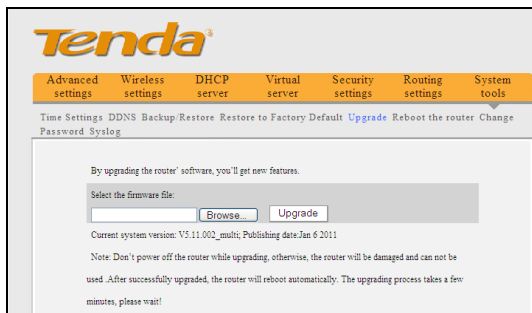 Tenda
Advanced settings
Wireless settings
DHCP server
Virtual server
Security settings
Routing settings
System tools
Time Settings DDNS Backup/Restore Restore to Factory Default Upgrade Reboot the router Change
Password Syslog
By upgrading the router' software, you'll get new features.
Select the firmware file:
Browse... Upgrade
Current system version: V5.11.002_multi; Publishing date:Jan 6 2011
Note: Don't power off the router while upgrading, otherwise, the router will be damaged and can not be
used .After successfully upgraded, the router will reboot automatically. The upgrading process takes a few
minutes, please wait!